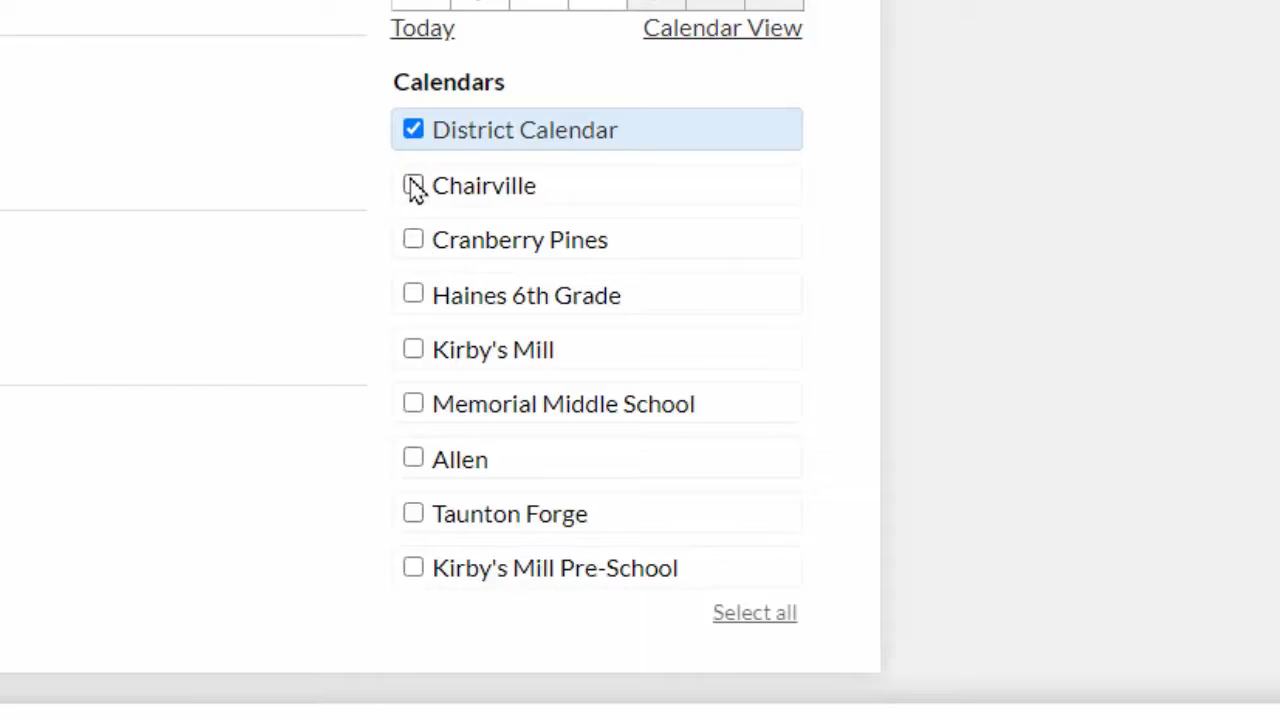 Today Calendar View
Calendars
District Calendar
Chairville
Cranberry Pines
Haines 6th Grade
Kirby's Mill
Memorial Middle School
Allen
Taunton Forge
Kirby's Mill Pre-School
Select all